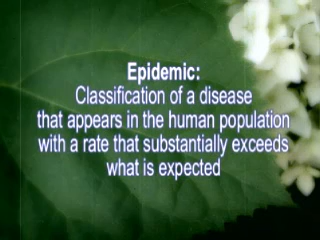 Epidemic:
Classification of a disease
that appears in the human population
with a rate that substantially exceeds
what is expected